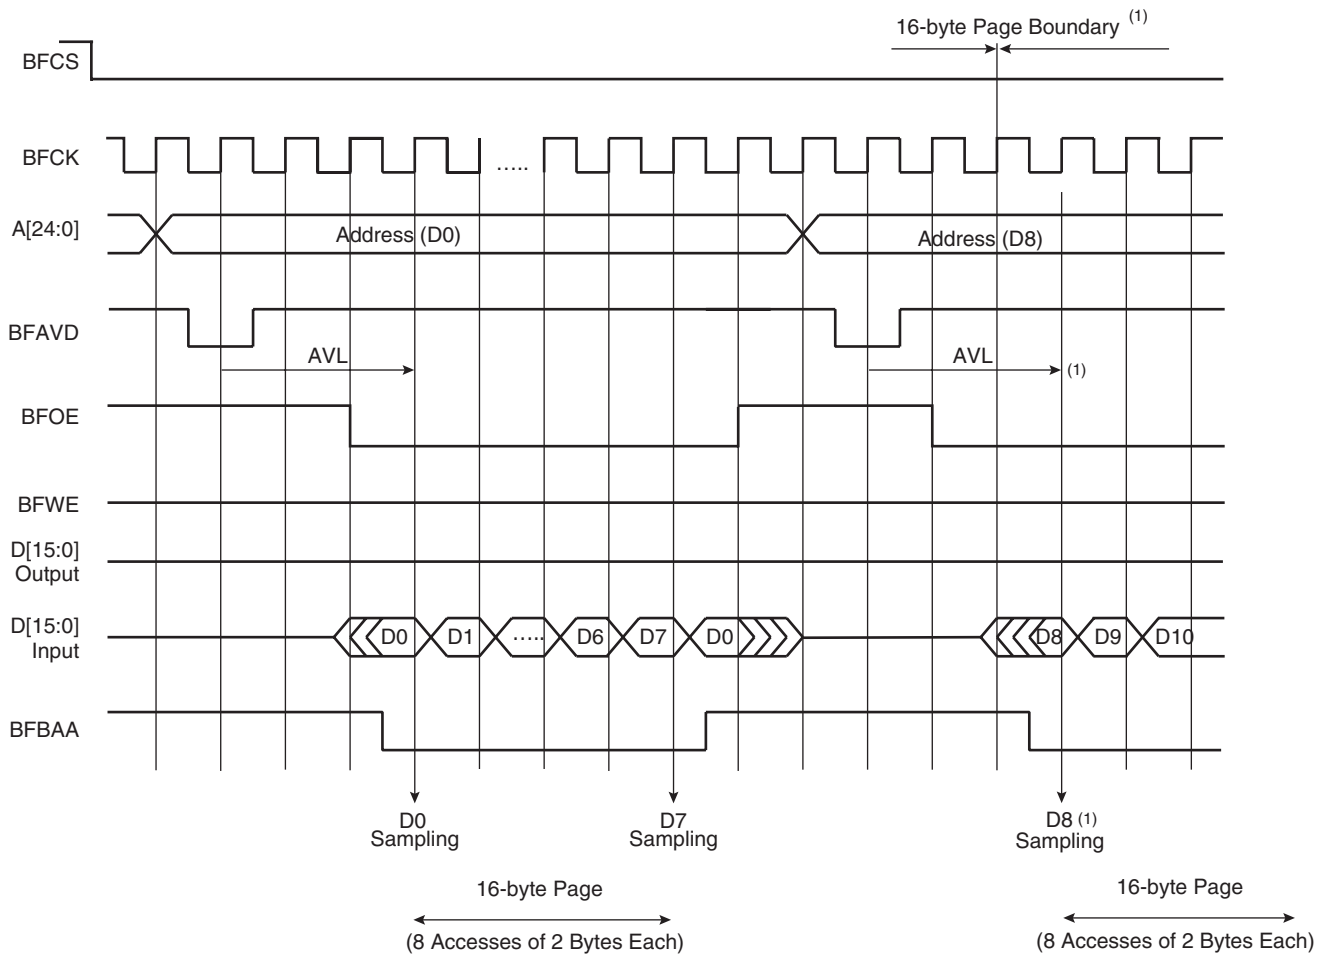 16-byte Page Boundary (1)
BFCS
BFCK
.....
A[24:0]
Address (D0)
Address (D8)
BFAVD
AVL
AVL
(1)
BFOE
BFWE
D[15:0]
Output
D[15:0]
Input
D0
D1
.....
D6
D7
D0
D8
D9
D10
BFBAA
D0
Sampling
D7
Sampling
D8 (1)
Sampling
16-byte Page
(8 Accesses of 2 Bytes Each)
16-byte Page
(8 Accesses of 2 Bytes Each)